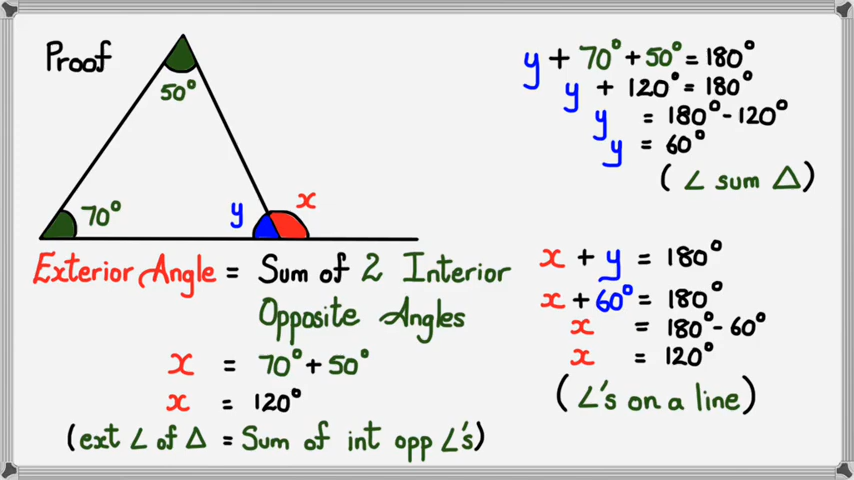 Proof
50°
70°
y
x
Exterior Angle = Sum of 2 Interior
Opposite Angles
x = 70° + 50°
x = 120°
(ext ∠ of △ = Sum of int opp ∠'s)
y + 70° + 50° = 180°
y + 120° = 180°
y = 180° - 120°
y = 60°
(∠ sum △)
x + y = 180°
x + 60° = 180°
x = 180° - 60°
x = 120°
(∠'s on a line)